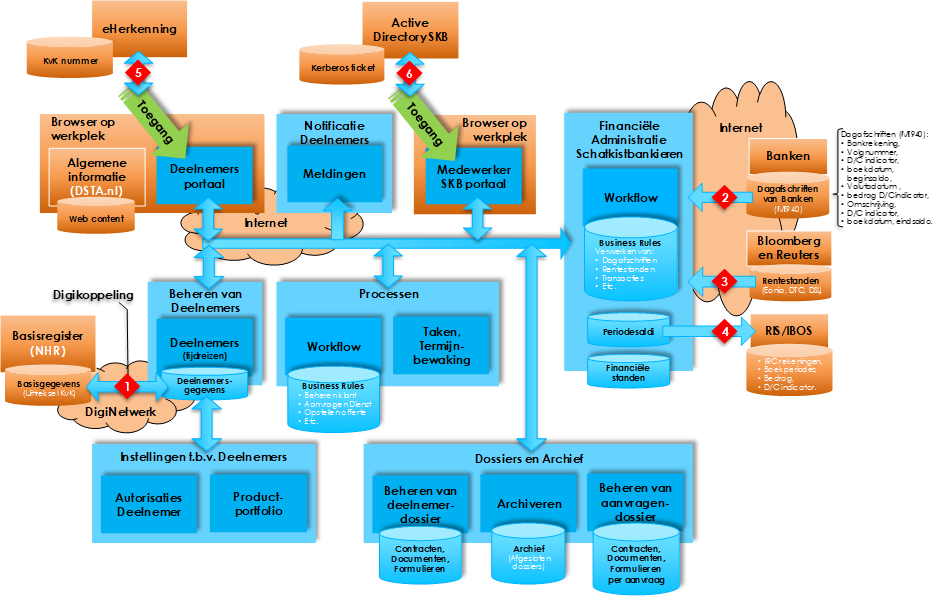 eHerkenning
KvK nummer
5
Toegang
Active
Directory SKB
Kerberos ticket
6
Toegang
Browser op
werkplek
Algemene
informatie
(DSTA.nl)
Web content
Deelnemers
portaal
Notificatie
Deelnemers
Meldingen
Browser op
werkplek
Medewerker
SKB portaal
Internet
Financiële
Administratie
Schatkistbankieren
Workflow
Business Rules
Verwerken van:
• Dagafschriften
• Rentestanden
• Transacties
• Etc.
Periodesaldi
Financiële
standen
Internet
Banken
2
Dagafschriften
van Banken
(MT940)
Dagafschriften (MT940):
• Bankrekening,
• Volgnummer,
• D/C indicator,
• boekdatum,
beginsaldo,
• Valutadatum,
• bedrag D/Cindicator,
• Omschrijving,
• D/C indicator,
• boekdatum, eindsaldo.
Bloomberg
en Reuters
3
Rentestanden
(Eonia, DTC, DSL)
4
RIS/IBOS
• IRC rekeningen,
• Boekperiodes,
• Bedrag,
• D/C indicator.
Digikoppeling
Basisregister
(NHR)
Basisgegevens
(Uittreksel KvK)
1
DigiNetwerk
Beheren van
Deelnemers
Deelnemers
(tijdreizen)
Deelnemers-
gegevens
Processen
Workflow
Business Rules
• Beheren klant
• Aanvragen Dienst
• Opstellen offerte
• Etc.
Taken,
Termijn-
bewaking
Instellingen t.b.v. Deelnemers
Autorisaties
Deelnemer
Product-
portfolio
Dossiers en Archief
Beheren van
deelnemer-
dossier
Contracten,
Documenten,
Formulieren
Archiveren
Archief
(Afgesloten
dossiers)
Beheren van
aanvragen-
dossier
Contracten,
Documenten,
Formulieren
per aanvraag